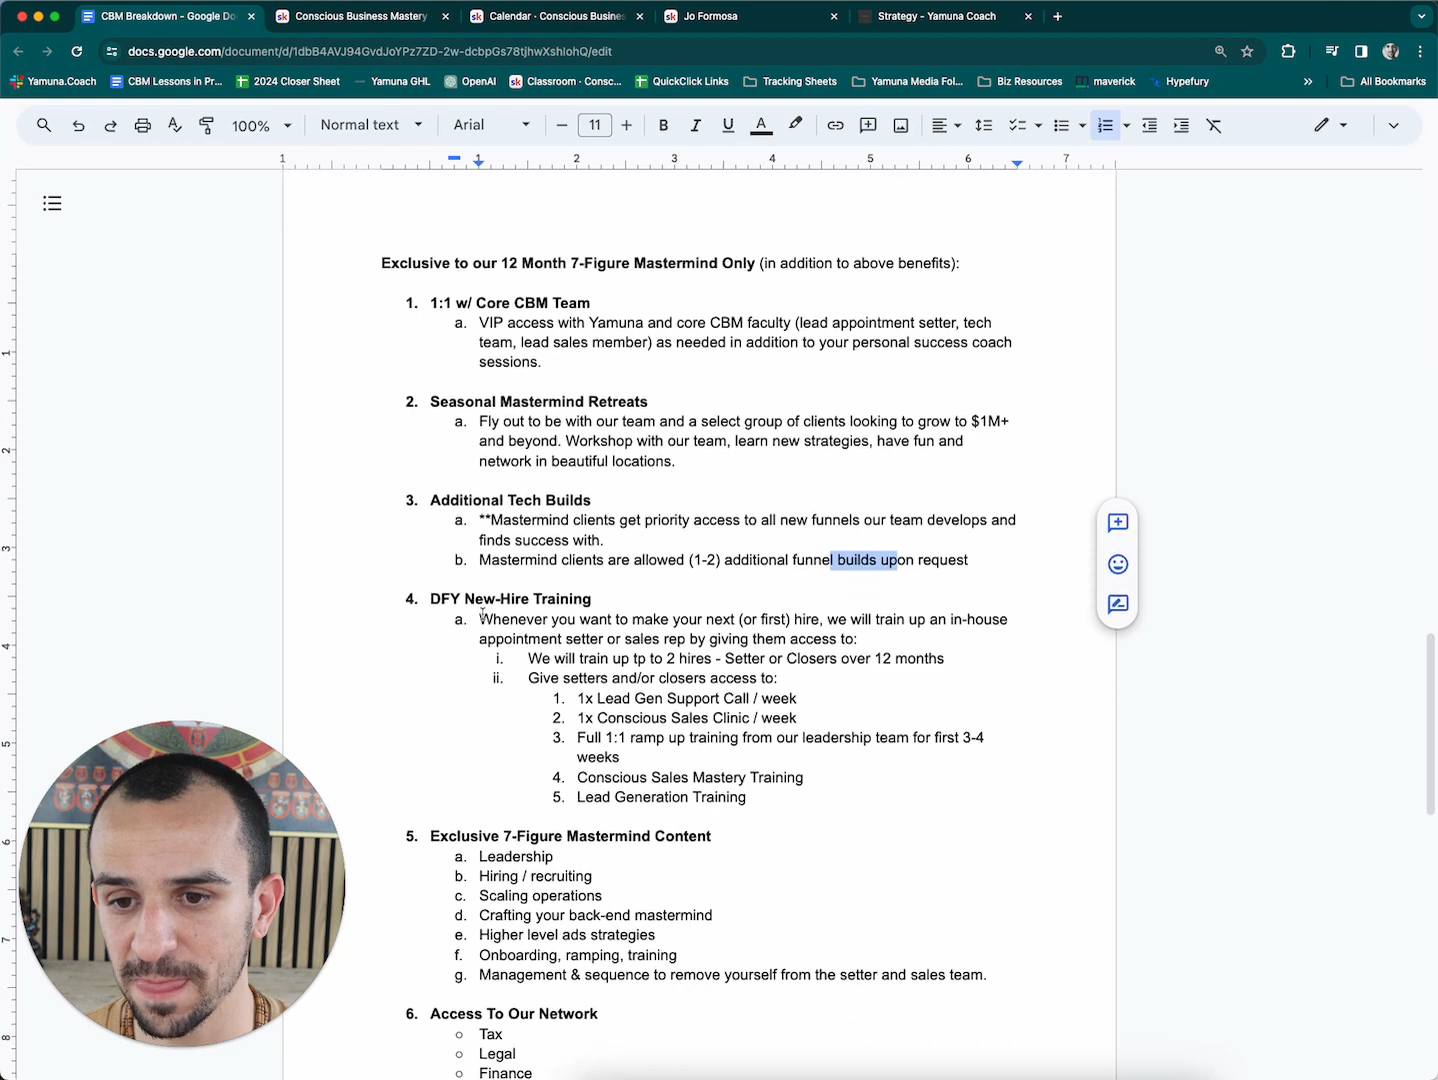 CBM Breakdown - Google Do
Conscious Business Mastery
Calendar · Conscious Busines
Jo Formosa
Strategy - Yamuna Coach
docs.google.com/document/d/1dbB4AVJ94GvdJoYPz7ZD-2w-dcbpGs78tjhwXshlohQ/edit
Yamuna.Coach
CBM Lessons in Pr...
2024 Closer Sheet
Yamuna GHL
OpenAI
Classroom · Consc...
QuickClick Links
Tracking Sheets
Yamuna Media Fol...
Biz Resources
maverick
Hypefury
All Bookmarks
100%
Normal text
Arial
11
1 1 2 3 4 5 6 7
Exclusive to our 12 Month 7-Figure Mastermind Only (in addition to above benefits):
1. 1:1 w/ Core CBM Team
a. VIP access with Yamuna and core CBM faculty (lead appointment setter, tech
team, lead sales member) as needed in addition to your personal success coach
sessions.
2. Seasonal Mastermind Retreats
a. Fly out to be with our team and a select group of clients looking to grow to $1M+
and beyond. Workshop with our team, learn new strategies, have fun and
network in beautiful locations.
3. Additional Tech Builds
a. **Mastermind clients get priority access to all new funnels our team develops and
finds success with.
b. Mastermind clients are allowed (1-2) additional funnel builds upon request
4. DFY New-Hire Training
a. Whenever you want to make your next (or first) hire, we will train up an in-house
appointment setter or sales rep by giving them access to:
i. We will train up tp to 2 hires - Setter or Closers over 12 months
ii. Give setters and/or closers access to:
1. 1x Lead Gen Support Call / week
2. 1x Conscious Sales Clinic / week
3. Full 1:1 ramp up training from our leadership team for first 3-4
weeks
4. Conscious Sales Mastery Training
5. Lead Generation Training
5. Exclusive 7-Figure Mastermind Content
a. Leadership
b. Hiring / recruiting
c. Scaling operations
d. Crafting your back-end mastermind
e. Higher level ads strategies
f. Onboarding, ramping, training
g. Management & sequence to remove yourself from the setter and sales team.
6. Access To Our Network
Tax
Legal
Finance